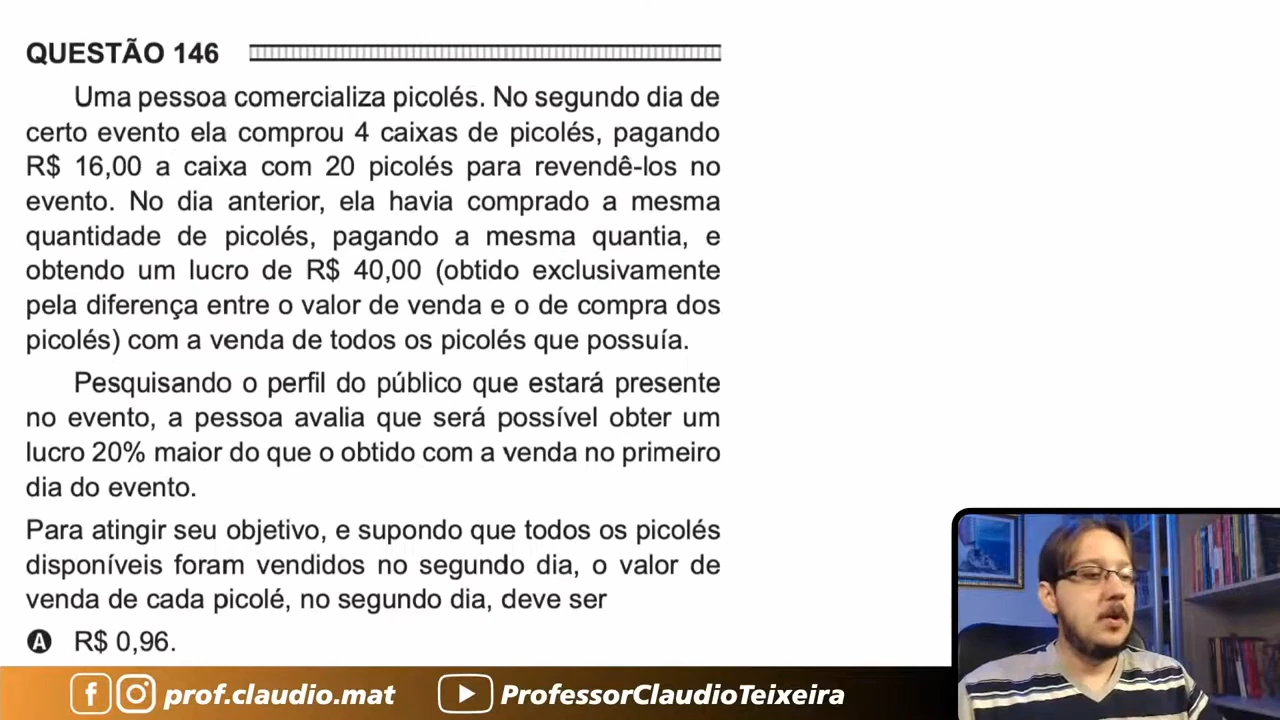 QUESTÃO 146
Uma pessoa comercializa picolés. No segundo dia de
certo evento ela comprou 4 caixas de picolés, pagando
R$ 16,00 a caixa com 20 picolés para revendê-los no
evento. No dia anterior, ela havia comprado a mesma
quantidade de picolés, pagando a mesma quantia, e
obtendo um lucro de R$ 40,00 (obtido exclusivamente
pela diferença entre o valor de venda e o de compra dos
picolés) com a venda de todos os picolés que possuía.
Pesquisando o perfil do público que estará presente
no evento, a pessoa avalia que será possível obter um
lucro 20% maior do que o obtido com a venda no primeiro
dia do evento.
Para atingir seu objetivo, e supondo que todos os picolés
disponíveis foram vendidos no segundo dia, o valor de
venda de cada picolé, no segundo dia, deve ser
A R$ 0,96.
prof.claudio.mat ProfessorClaudioTeixeira